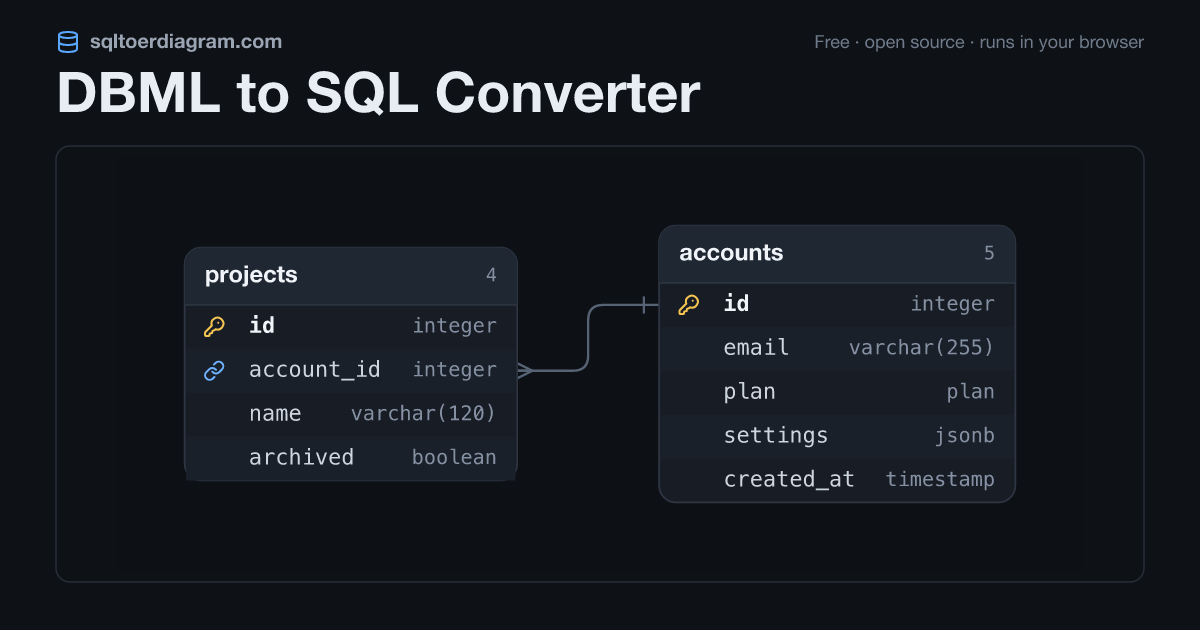 sqltoerdiagram.com
Free · open source · runs in your browser
DBML to SQL Converter
projects 4
id integer
account_id integer
name varchar(120)
archived boolean
accounts 5
id integer
email varchar(255)
plan plan
settings jsonb
created_at timestamp